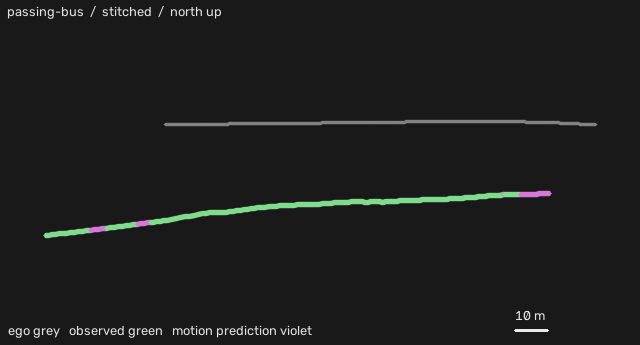 passing-bus / stitched / north up
10 m
ego grey observed green motion prediction violet